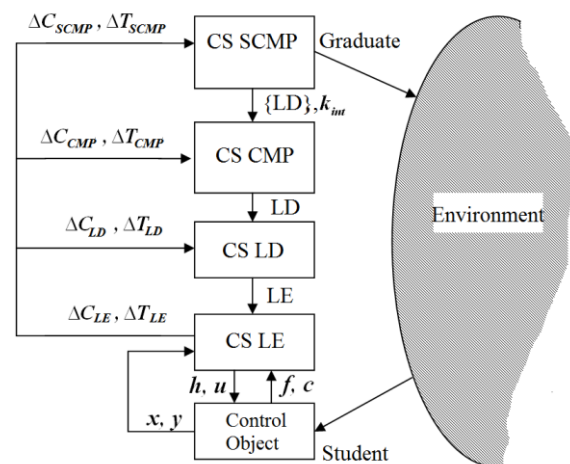 ΔC_SCMP , ΔT_SCMP
CS SCMP
Graduate
{LD},k_int
ΔC_CMP , ΔT_CMP
CS CMP
LD
Environment
ΔC_LD , ΔT_LD
CS LD
LE
ΔC_LE , ΔT_LE
CS LE
h, u
f, c
x, y
Control
Object
Student